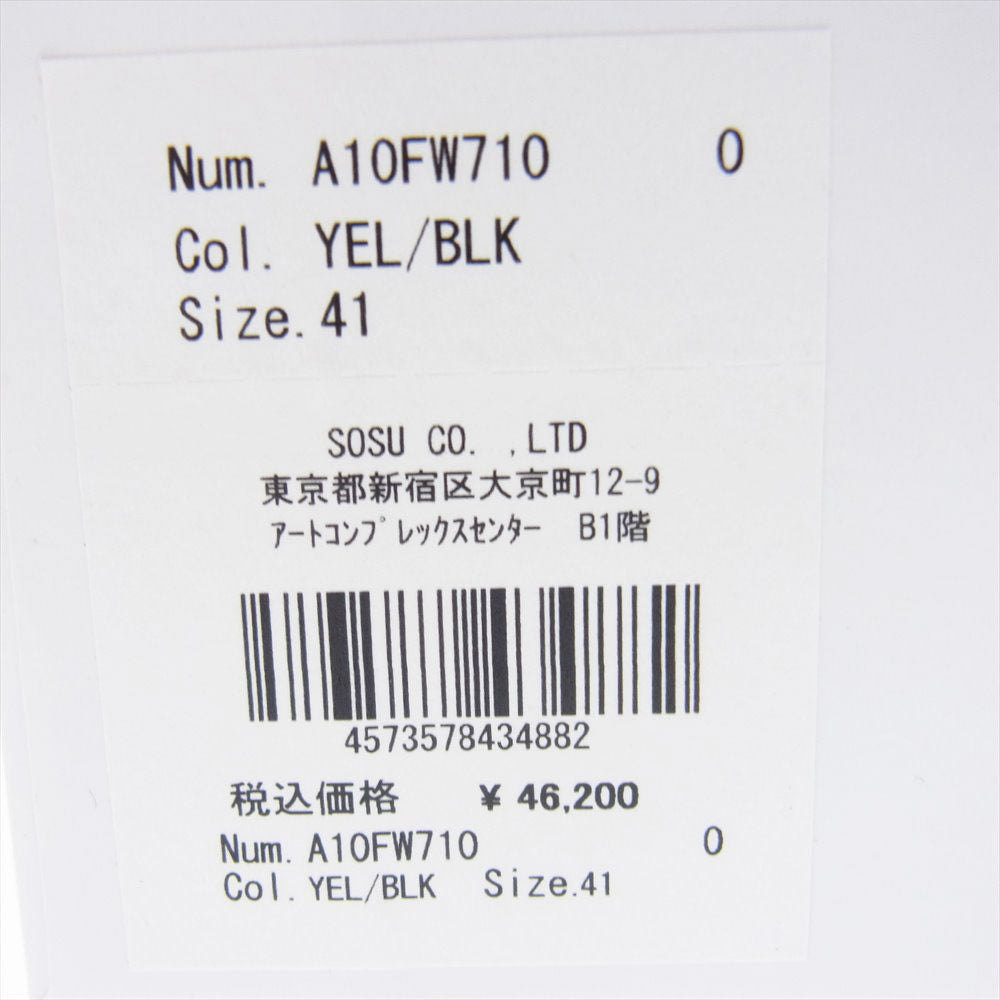 Num. A10FW710 0
Col. YEL/BLK
Size.41
SOSU CO. ,LTD
東京都新宿区大京町12-9
ｱｰﾄｺﾝﾌﾟﾚｯｸｽｾﾝﾀｰ B1階
4573578434882
税込価格 ¥ 46,200
Num. A10FW710 0
Col. YEL/BLK Size.41